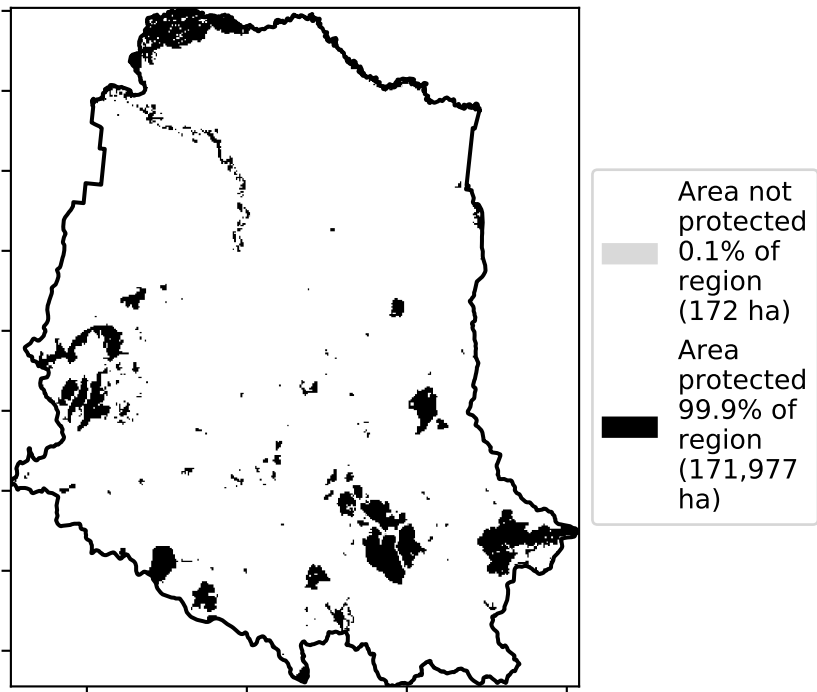 Area not
protected
0.1% of
region
(172 ha)
Area
protected
99.9% of
region
(171,977
ha)